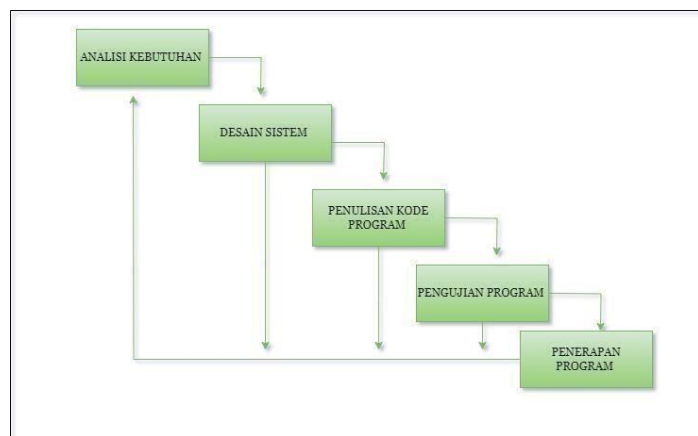 ANALISI KEBUTUHAN
DESAIN SISTEM
PENULISAN KODE
PROGRAM
PENGUJIAN PROGRAM
PENERAPAN
PROGRAM